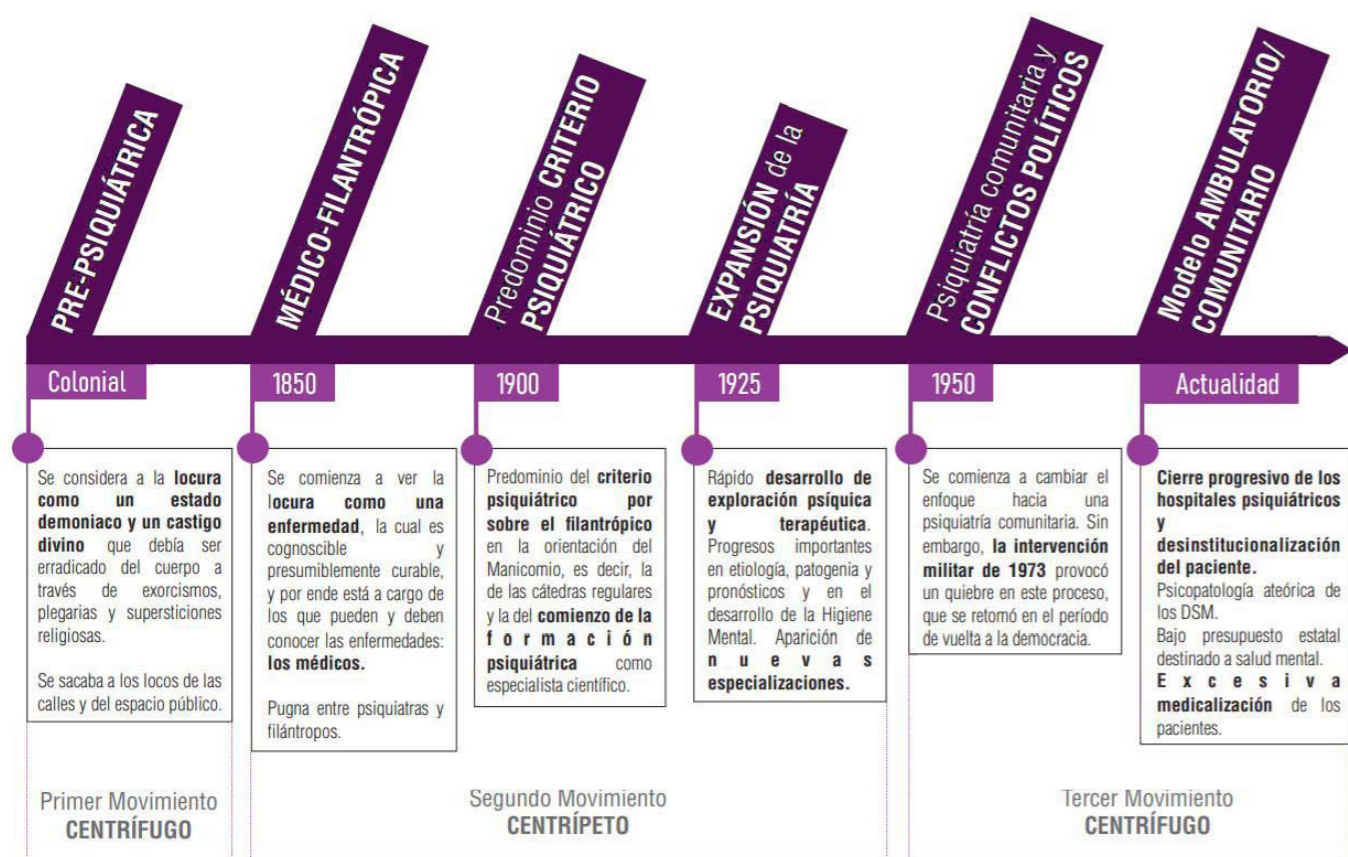 PRE-PSIQUIÁTRICA
MÉDICO-FILANTRÓPICA
Predominio CRITERIO
PSIQUIÁTRICO
EXPANSIÓN de la
PSIQUIATRÍA
Psiquiatría comunitaria y
CONFLICTOS POLÍTICOS
Modelo AMBULATORIO/
COMUNITARIO
Colonial
1850
1900
1925
1950
Actualidad
Se considera a la locura
como un estado
demoniaco y un castigo
divino que debía ser
erradicado del cuerpo a
través de exorcismos,
plegarias y supersticiones
religiosas.
Se sacaba a los locos de las
calles y del espacio público.
Se comienza a ver la
locura como una
enfermedad, la cual es
cognoscible y
presumiblemente curable,
y por ende está a cargo de
los que pueden y deben
conocer las enfermedades:
los médicos.
Pugna entre psiquiatras y
filántropos.
Predominio del criterio
psiquiátrico por
sobre el filantrópico
en la orientación del
Manicomio, es decir, la
de las cátedras regulares
y la del comienzo de la
formación
psiquiátrica como
especialista científico.
Rápido desarrollo de
exploración psíquica
y terapéutica.
Progresos importantes
en etiología, patogenia y
pronósticos y en el
desarrollo de la Higiene
Mental. Aparición de
nuevas
especializaciones.
Se comienza a cambiar el
enfoque hacia una
psiquiatría comunitaria. Sin
embargo, la intervención
militar de 1973 provocó
un quiebre en este proceso,
que se retomó en el período
de vuelta a la democracia.
Cierre progresivo de los
hospitales psiquiátricos
y
desinstitucionalización
del paciente.
Psicopatología ateórica de
los DSM.
Bajo presupuesto estatal
destinado a salud mental.
Excesiva
medicalización de los
pacientes.
Primer Movimiento
CENTRÍFUGO
Segundo Movimiento
CENTRÍPETO
Tercer Movimiento
CENTRÍFUGO